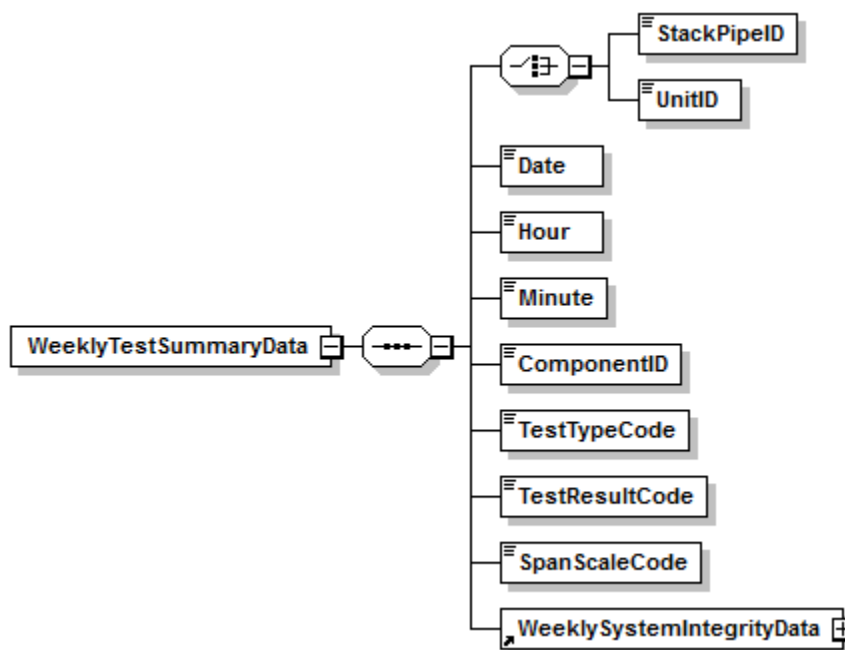 StackPipeID
UnitID
Date
Hour
Minute
WeeklyTestSummaryData
ComponentID
TestTypeCode
TestResultCode
SpanScaleCode
WeeklySystemIntegrityData